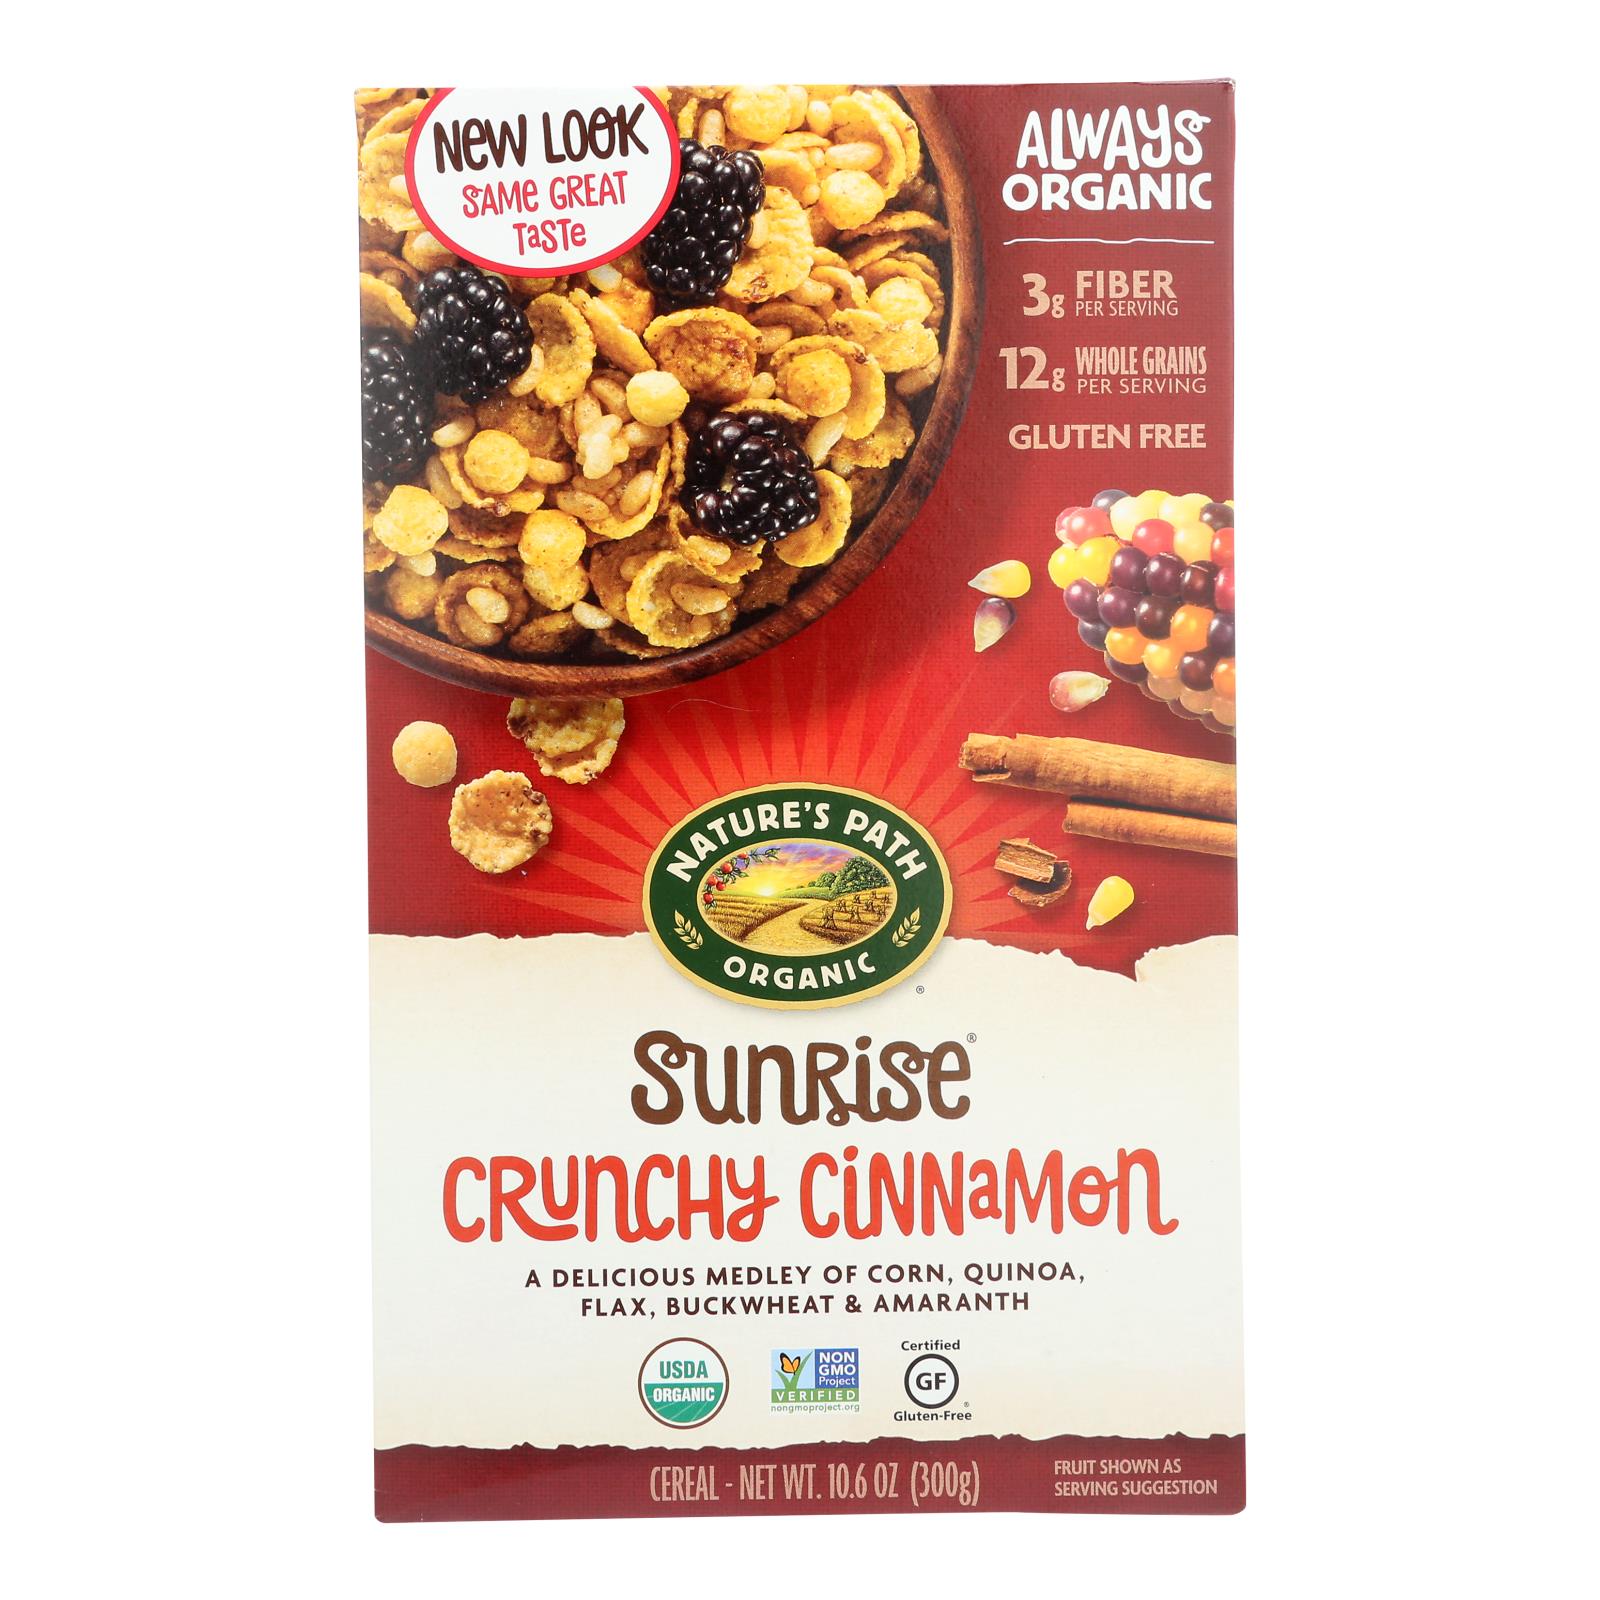 NEW LOOK
SAME GREAT
TASTE
ALWAYS
ORGANIC
3g FIBER
PER SERVING
12g WHOLE GRAINS
PER SERVING
GLUTEN FREE
NATURE'S PATH
ORGANIC
®
SUNRISE®
CRUNCHY CINNAMON
A DELICIOUS MEDLEY OF CORN, QUINOA,
FLAX, BUCKWHEAT & AMARANTH
USDA
ORGANIC
NON
GMO
Project
VERIFIED
nongmoproject.org
Certified
GF
®
Gluten-Free
CEREAL - NET WT. 10.6 OZ (300g)
FRUIT SHOWN AS
SERVING SUGGESTION